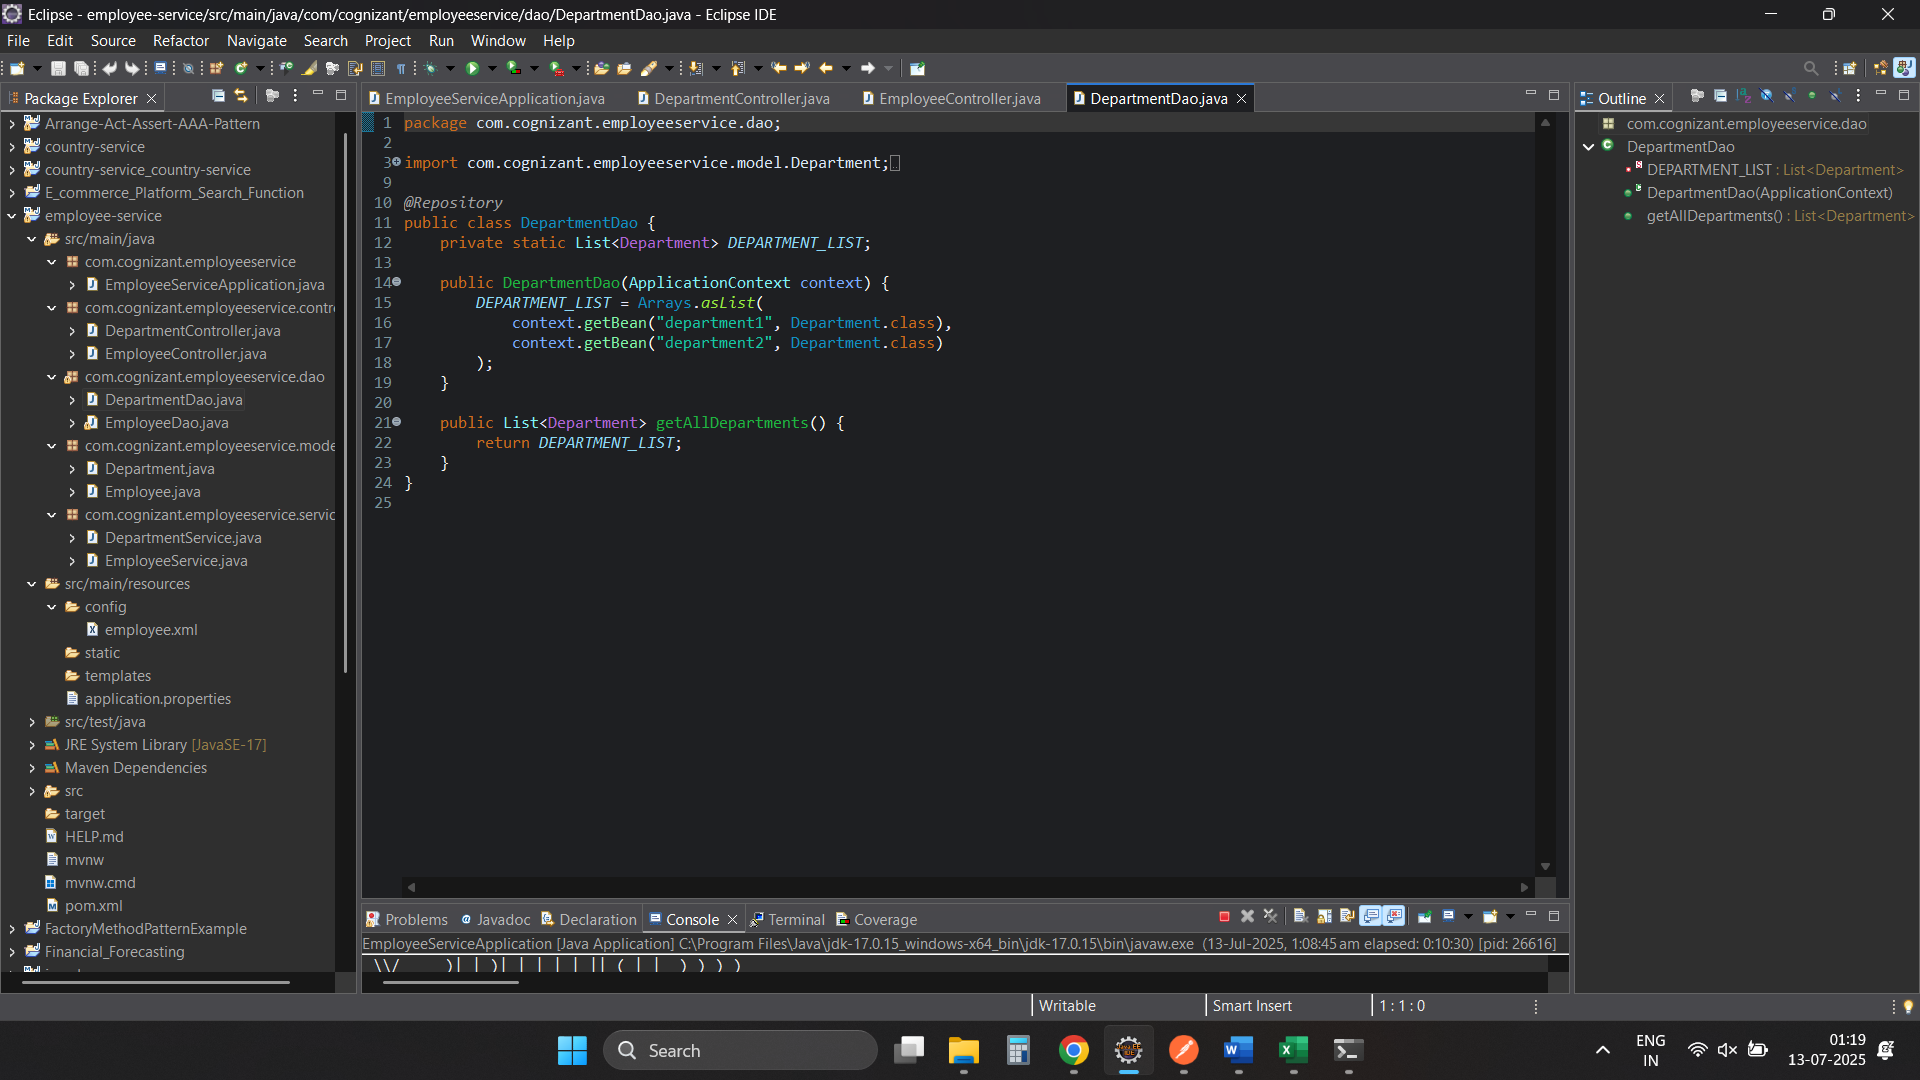 Eclipse - employee-service/src/main/java/com/cognizant/employeeservice/dao/DepartmentDao.java - Eclipse IDE
File Edit Source Refactor Navigate Search Project Run Window Help
Package Explorer
Arrange-Act-Assert-AAA-Pattern
country-service
country-service_country-service
E_commerce_Platform_Search_Function
employee-service
src/main/java
com.cognizant.employeeservice
EmployeeServiceApplication.java
com.cognizant.employeeservice.contr
DepartmentController.java
EmployeeController.java
com.cognizant.employeeservice.dao
DepartmentDao.java
EmployeeDao.java
com.cognizant.employeeservice.mode
Department.java
Employee.java
com.cognizant.employeeservice.servic
DepartmentService.java
EmployeeService.java
src/main/resources
config
employee.xml
static
templates
application.properties
src/test/java
JRE System Library [JavaSE-17]
Maven Dependencies
src
target
HELP.md
mvnw
mvnw.cmd
pom.xml
FactoryMethodPatternExample
Financial_Forecasting
EmployeeServiceApplication.java DepartmentController.java EmployeeController.java DepartmentDao.java
1 package com.cognizant.employeeservice.dao;
2
3 import com.cognizant.employeeservice.model.Department;
9
10 @Repository
11 public class DepartmentDao {
12 private static List<Department> DEPARTMENT_LIST;
13
14 public DepartmentDao(ApplicationContext context) {
15 DEPARTMENT_LIST = Arrays.asList(
16 context.getBean("department1", Department.class),
17 context.getBean("department2", Department.class)
18 );
19 }
20
21 public List<Department> getAllDepartments() {
22 return DEPARTMENT_LIST;
23 }
24 }
25
Outline
com.cognizant.employeeservice.dao
DepartmentDao
DEPARTMENT_LIST : List<Department>
DepartmentDao(ApplicationContext)
getAllDepartments() : List<Department>
Problems Javadoc Declaration Console Terminal Coverage
EmployeeServiceApplication [Java Application] C:\Program Files\Java\jdk-17.0.15_windows-x64_bin\jdk-17.0.15\bin\javaw.exe (13-Jul-2025, 1:08:45 am elapsed: 0:10:30) [pid: 26616]
\\/ )| | )| | | | | || ( | | ) ) ) )
Writable Smart Insert 1 : 1 : 0
Search
ENG
IN
01:19
13-07-2025